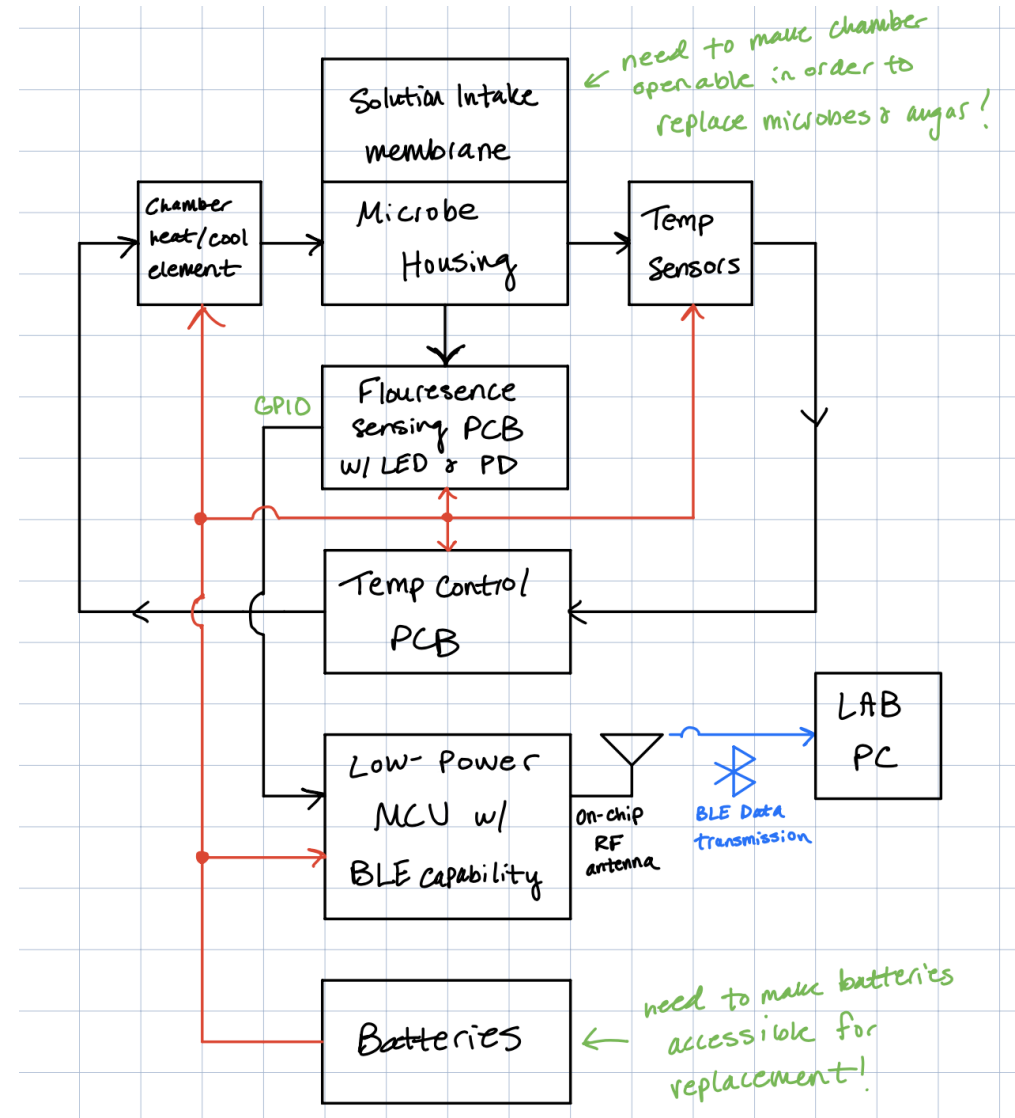 need to make chamber
openable in order to
replace microbes & augar!
Solution Intake
membrane
Chamber
heat/cool
element
Microbe
Housing
Temp
Sensors
GPIO
Flouresence
sensing PCB
w/ LED & PD
Temp Control
PCB
LAB
PC
Low-Power
MCU w/
BLE capability
on-chip
RF
antenna
BLE Data
transmission
Batteries
need to make batteries
accessible for
replacement!